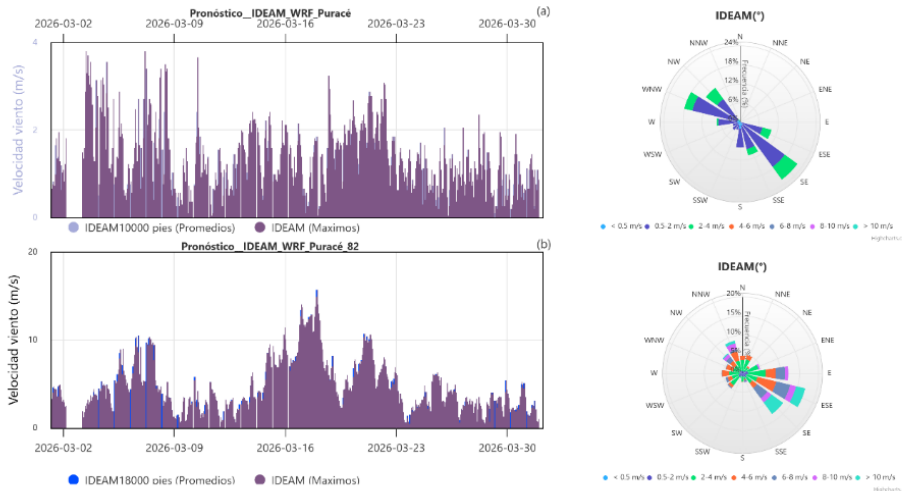 Pronóstico__IDEAM_WRF_Puracé
(a)
2026-03-02 2026-03-09 2026-03-16 2026-03-23 2026-03-30
Velocidad viento (m/s)
4
2
0
IDEAM10000 pies (Promedios) IDEAM (Maximos)
IDEAM(°)
N
NNE
NE
ENE
E
ESE
SE
SSE
S
SSW
SW
WSW
W
WNW
NW
NNW
24%
18%
12%
6%
Frecuencia (%)
< 0.5 m/s 0.5-2 m/s 2-4 m/s 4-6 m/s 6-8 m/s 8-10 m/s > 10 m/s
Highcharts
Pronóstico__IDEAM_WRF_Puracé_82
(b)
Velocidad viento (m/s)
20
10
0
2026-03-02 2026-03-09 2026-03-16 2026-03-23 2026-03-30
IDEAM18000 pies (Promedios) IDEAM (Maximos)
IDEAM(°)
N
NNE
NE
ENE
E
ESE
SE
SSE
S
SSW
SW
WSW
W
WNW
NW
NNW
20%
15%
10%
5%
Frecuencia (%)
< 0.5 m/s 0.5-2 m/s 2-4 m/s 4-6 m/s 6-8 m/s 8-10 m/s > 10 m/s